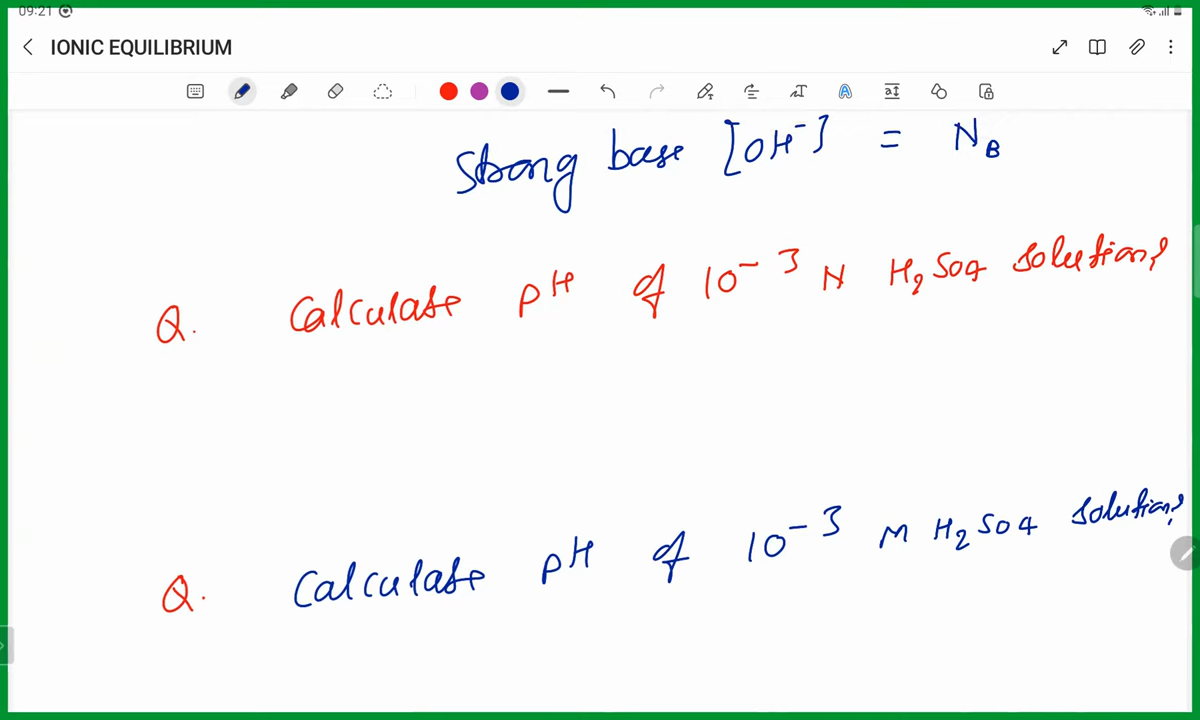 09:21
IONIC EQUILIBRIUM
Strong base [OH⁻] = N_B
Q. Calculate pH of 10⁻³ N H₂SO4 solution?
Q. Calculate pH of 10⁻³ M H₂SO4 solution?